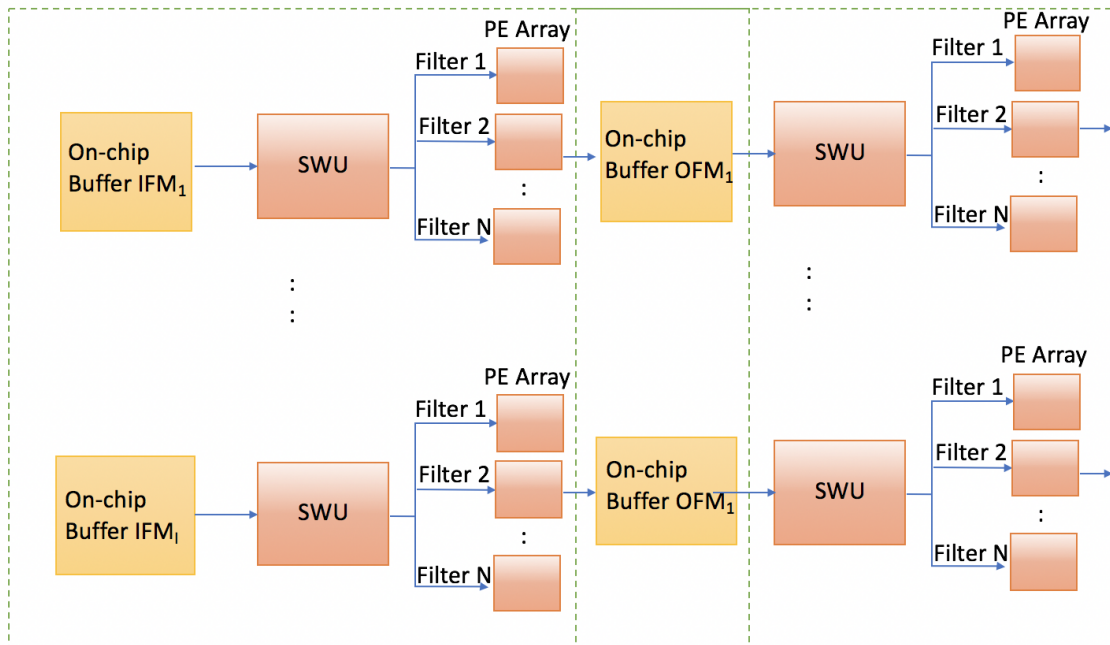 PE Array
Filter 1
Filter 2
On-chip
Buffer IFM₁
SWU
:
Filter N
On-chip
Buffer OFM₁
SWU
PE Array
Filter 1
Filter 2
:
Filter N
:
:
:
:
PE Array
Filter 1
Filter 2
On-chip
Buffer IFMₗ
SWU
:
Filter N
On-chip
Buffer OFM₁
SWU
PE Array
Filter 1
Filter 2
:
Filter N